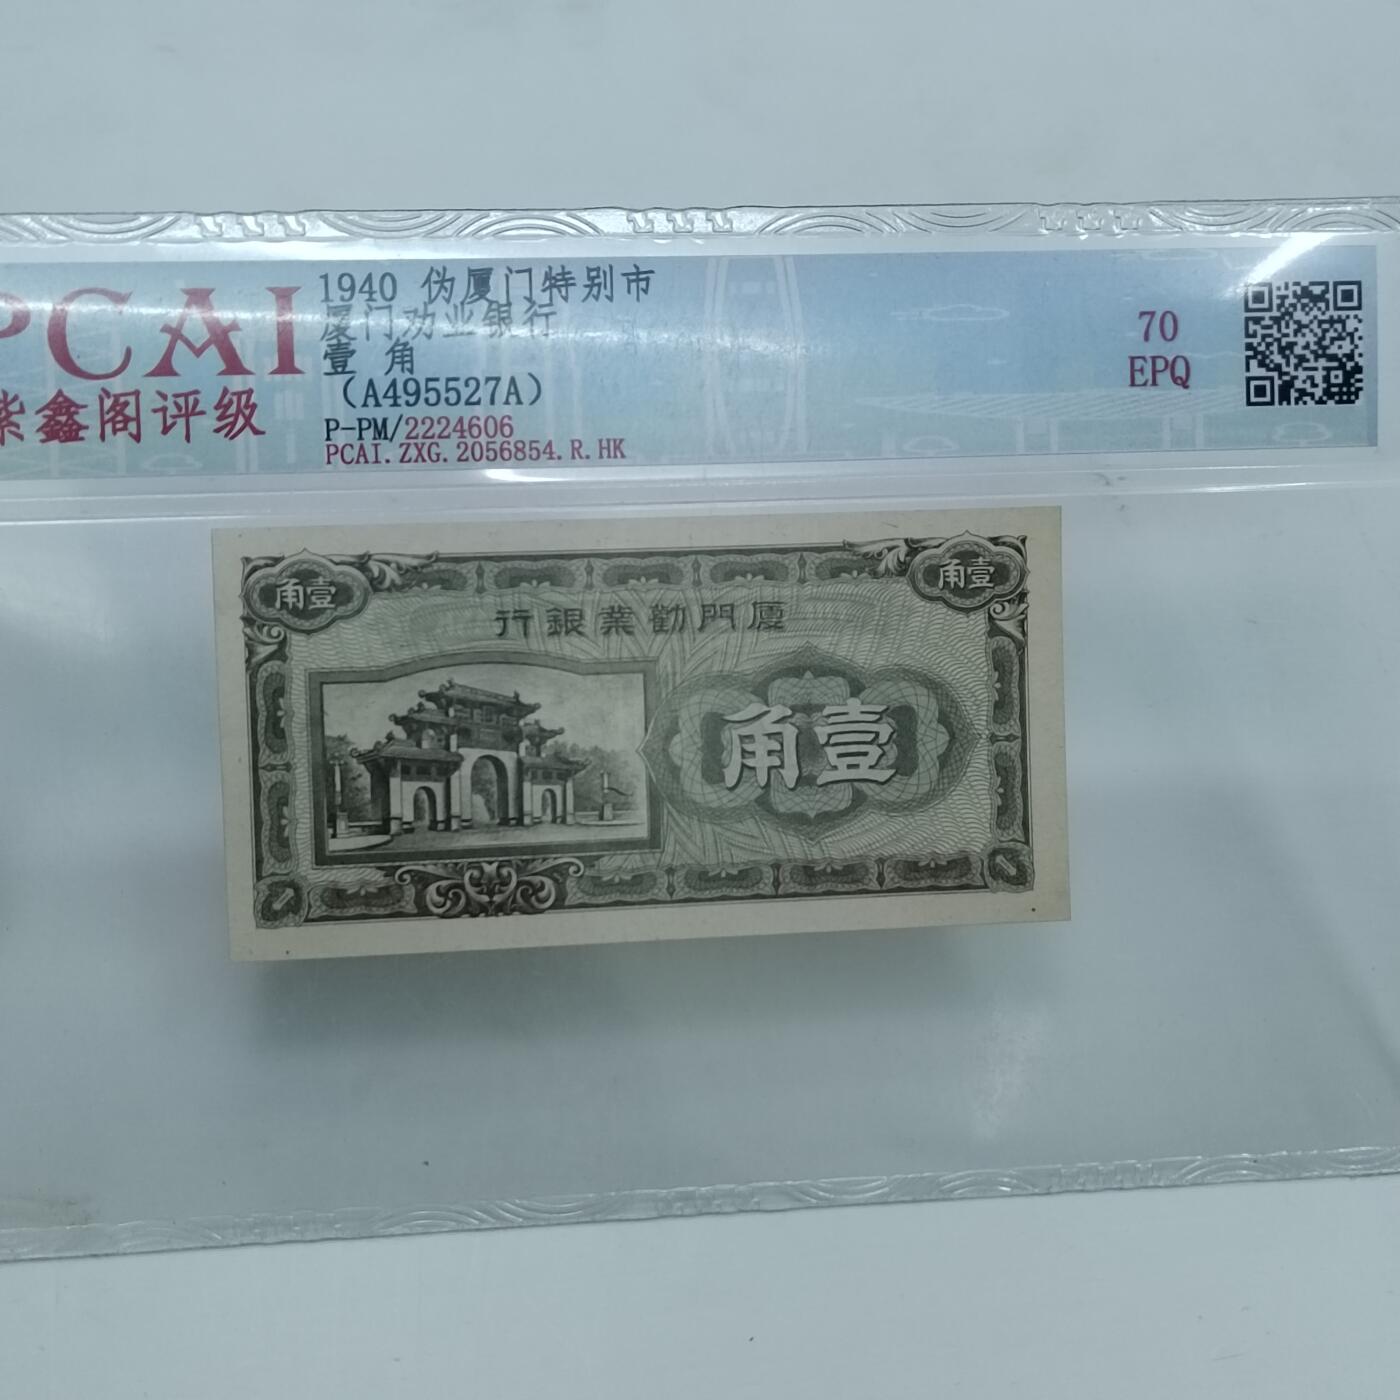 PCAI
紫鑫阁评级
1940 伪厦门特别市
厦门劝业银行
壹 角
（A495527A）
P-PM/2224606
PCAI.ZXG.2056854.R.HK
70
EPQ
角壹
角壹
行銀業勸門廈
角壹